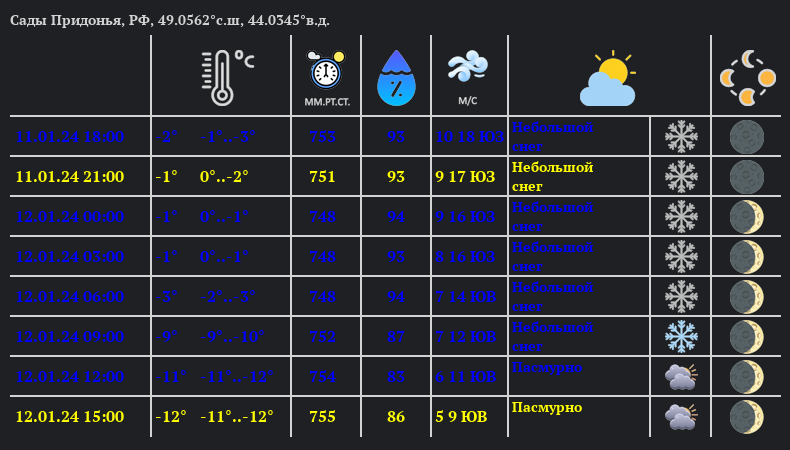 Сады Придонья, РФ, 49.0562°с.ш, 44.0345°в.д.
°C
ММ.РТ.СТ. % М/С
11.01.24 18:00 -2° -1°..-3° 753 93 10 18 ЮЗ Небольшой
снег
11.01.24 21:00 -1° 0°..-2° 751 93 9 17 ЮЗ Небольшой
снег
12.01.24 00:00 -1° 0°..-1° 748 94 9 16 ЮЗ Небольшой
снег
12.01.24 03:00 -1° 0°..-1° 748 93 8 16 ЮЗ Небольшой
снег
12.01.24 06:00 -3° -2°..-3° 748 94 7 14 ЮВ Небольшой
снег
12.01.24 09:00 -9° -9°..-10° 752 87 7 12 ЮВ Небольшой
снег
12.01.24 12:00 -11° -11°..-12° 754 83 6 11 ЮВ Пасмурно
12.01.24 15:00 -12° -11°..-12° 755 86 5 9 ЮВ Пасмурно